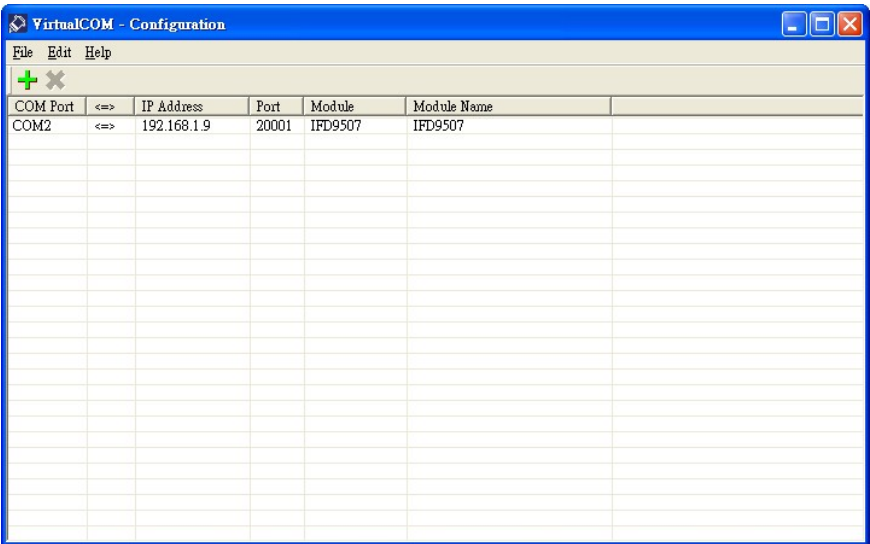 VirtualCOM - Configuration
File Edit Help
COM Port <=> IP Address Port Module Module Name
COM2 <=> 192.168.1.9 20001 IFD9507 IFD9507